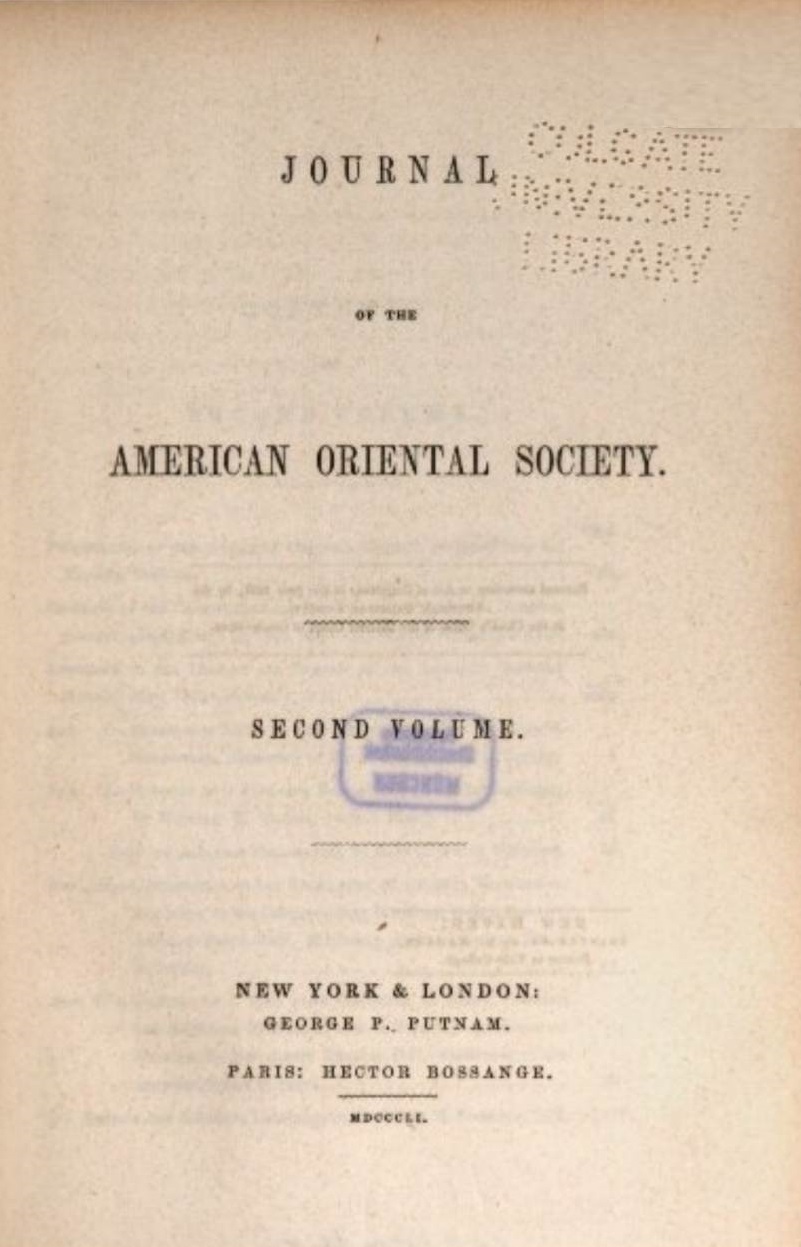 JOURNAL
COLGATE
UNIVERSITY
LIBRARY
OF THE
AMERICAN ORIENTAL SOCIETY.
SECOND VOLUME.
NEW YORK & LONDON:
GEORGE P. PUTNAM.
PARIS: HECTOR BOSSANGE.
MDCCCLI.